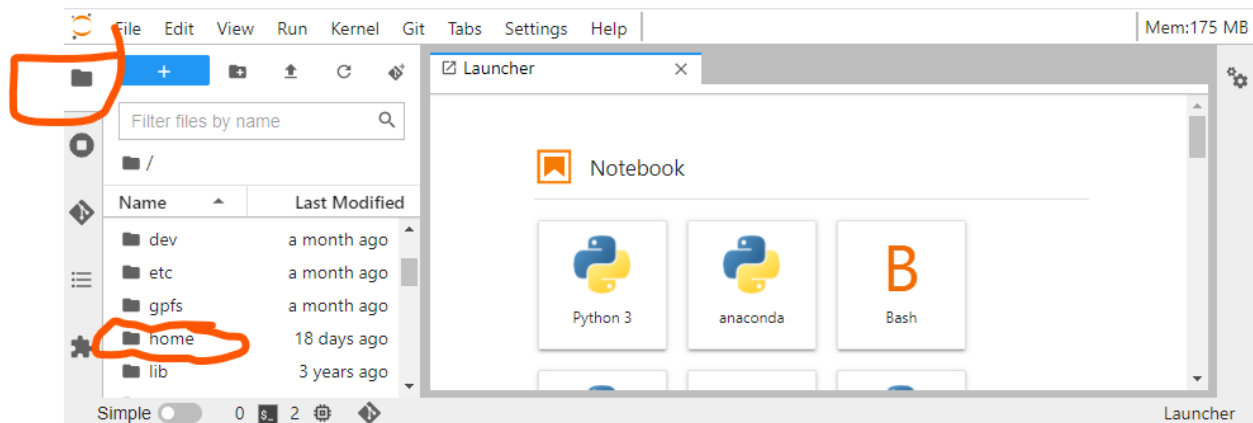 File Edit View Run Kernel Git Tabs Settings Help Mem:175 MB
+
Launcher
Filter files by name
/
Name Last Modified
dev a month ago
etc a month ago
gpfs a month ago
home 18 days ago
lib 3 years ago
Notebook
Python 3 anaconda B Bash
Simple 0 $_ 2 Launcher